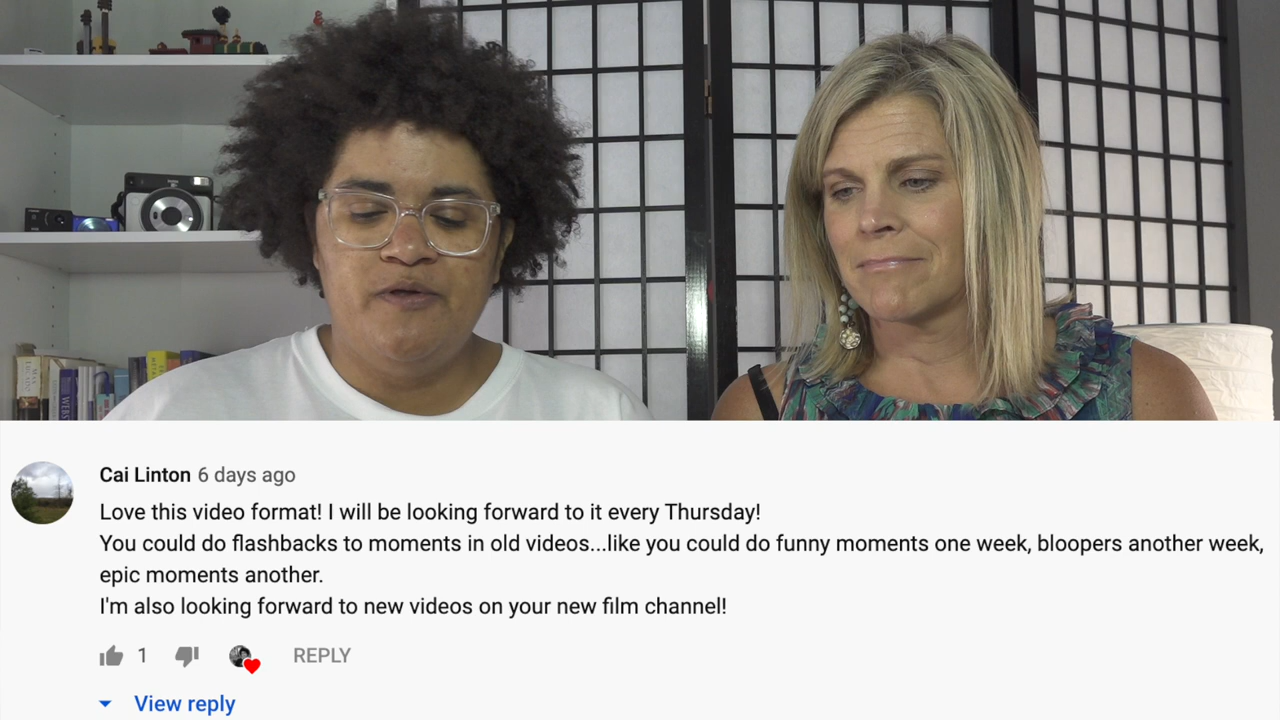 Cai Linton 6 days ago
Love this video format! I will be looking forward to it every Thursday!
You could do flashbacks to moments in old videos...like you could do funny moments one week, bloopers another week,
epic moments another.
I'm also looking forward to new videos on your new film channel!
1 REPLY
View reply